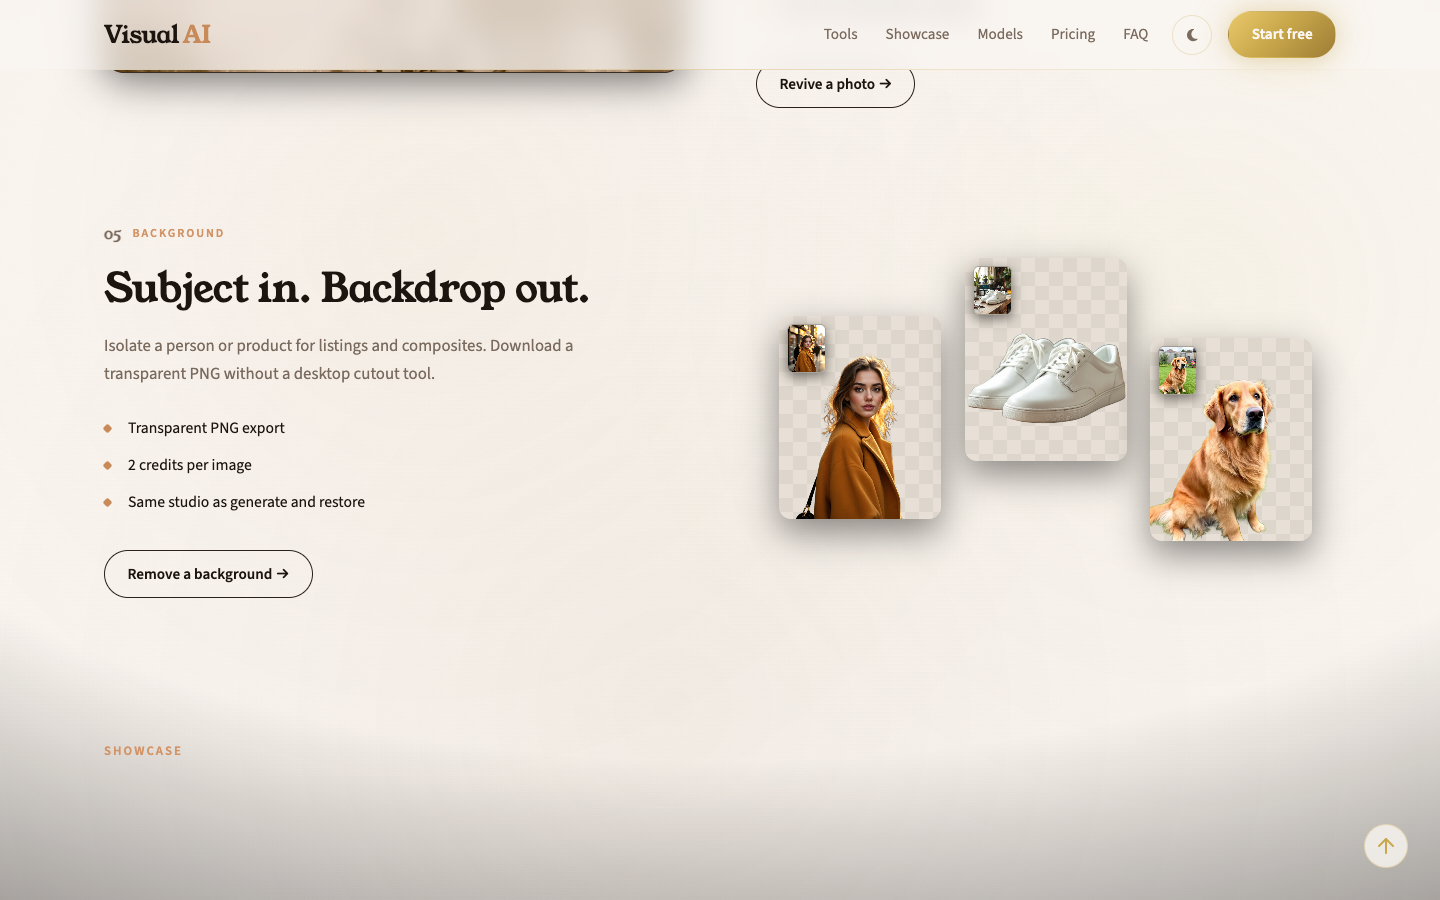 Visual AI
Tools
Showcase
Models
Pricing
FAQ
Start free
Revive a photo →
05 BACKGROUND
Subject in. Backdrop out.
Isolate a person or product for listings and composites. Download a
transparent PNG without a desktop cutout tool.
Transparent PNG export
2 credits per image
Same studio as generate and restore
Remove a background →
SHOWCASE